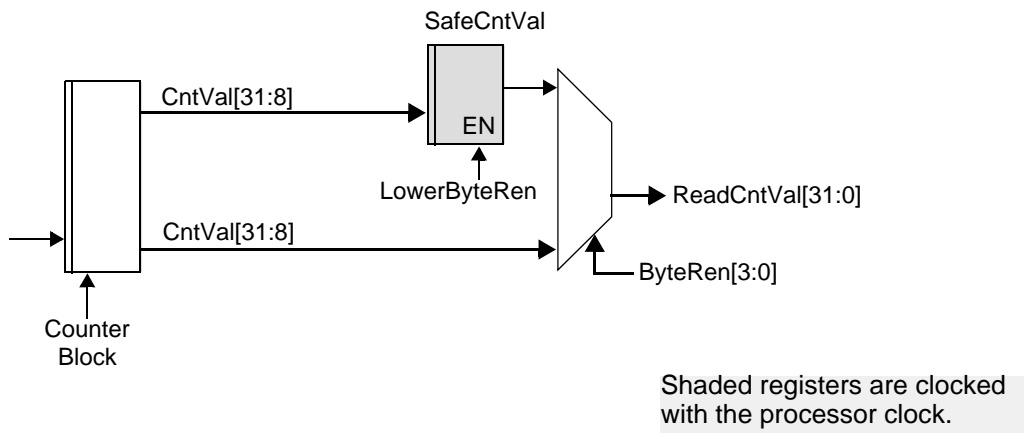 SafeCntVal
CntVal[31:8]
EN
LowerByteRen
ReadCntVal[31:0]
CntVal[31:8]
ByteRen[3:0]
Counter
Block
Shaded registers are clocked
with the processor clock.